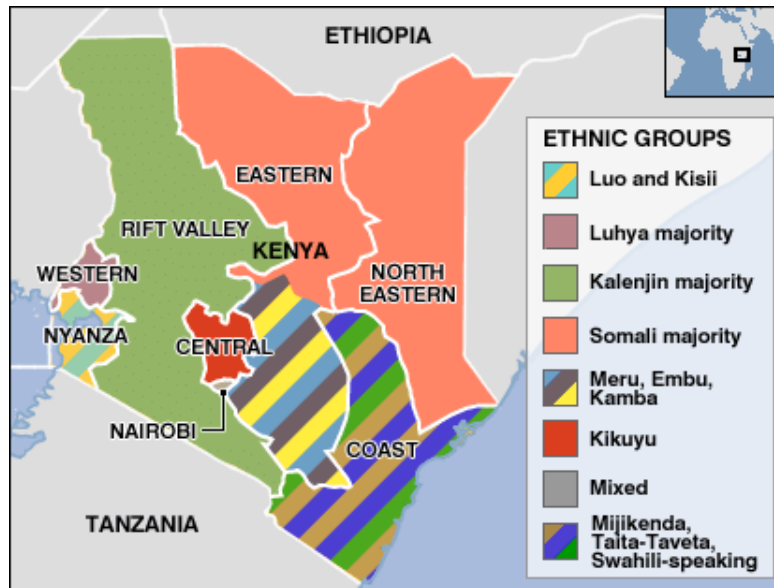 ETHIOPIA
EASTERN
RIFT VALLEY
KENYA
WESTERN
NORTH
EASTERN
NYANZA
CENTRAL
NAIROBI
COAST
TANZANIA
ETHNIC GROUPS
Luo and Kisii
Luhya majority
Kalenjin majority
Somali majority
Meru, Embu,
Kamba
Kikuyu
Mixed
Mijikenda,
Taita-Taveta,
Swahili-speaking